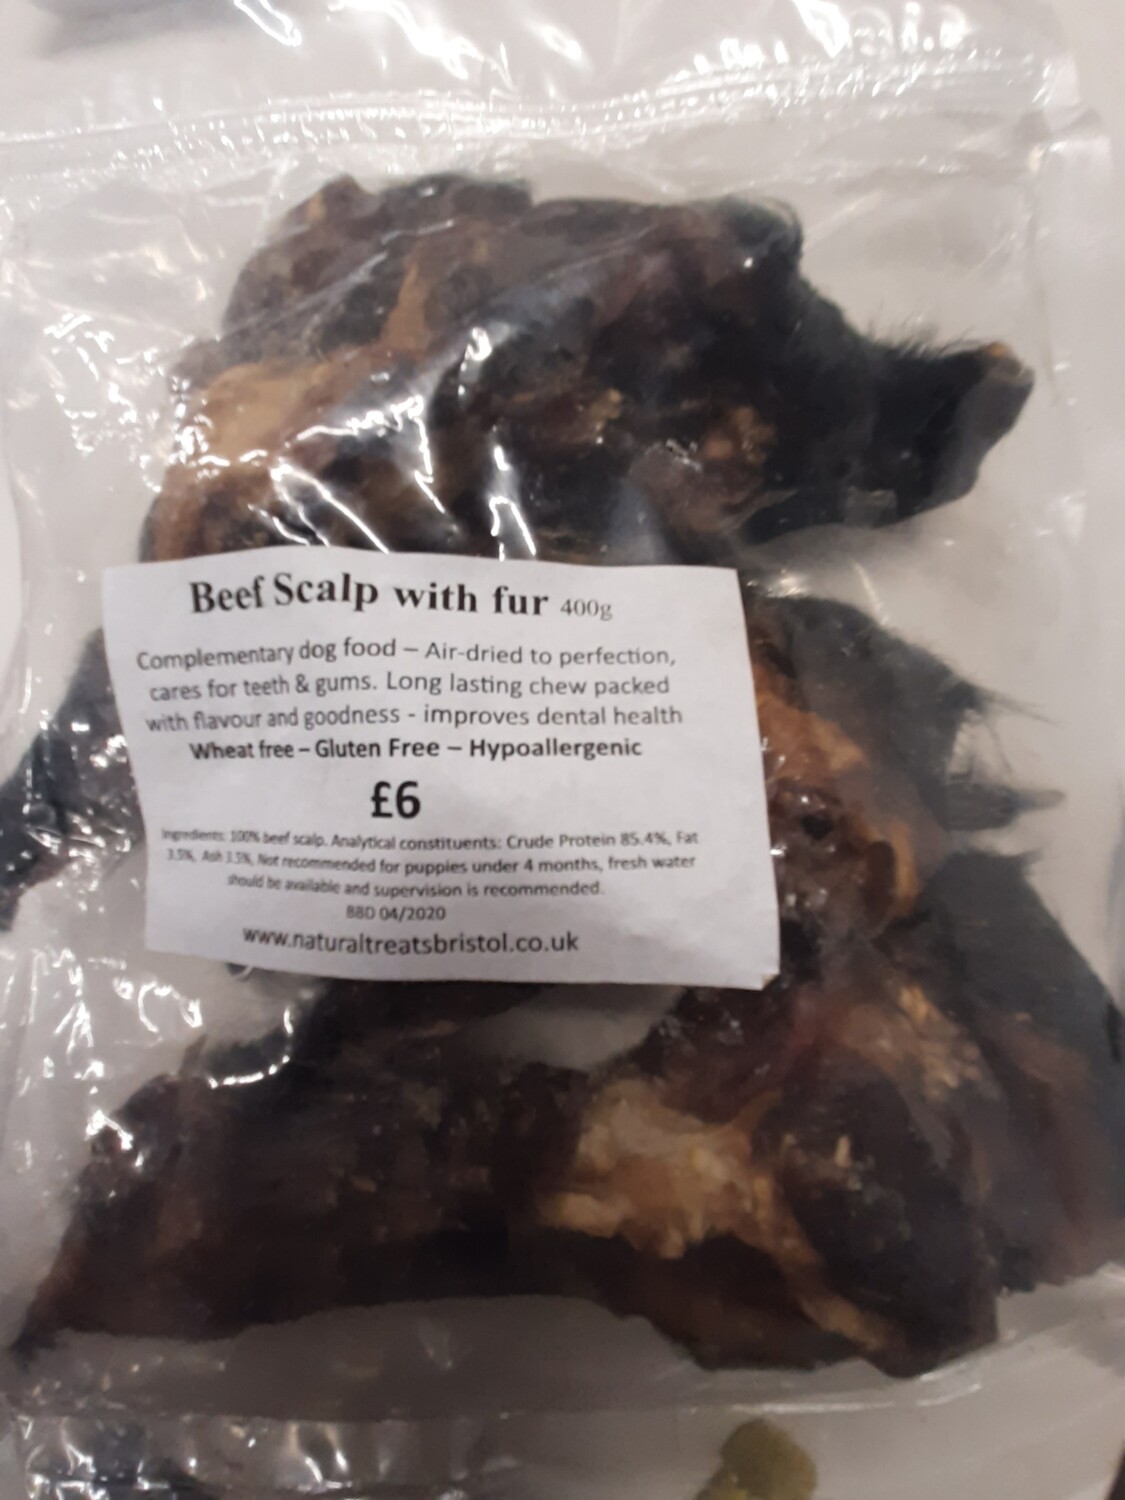 Beef Scalp with fur 400g
Complementary dog food – Air-dried to perfection,
cares for teeth & gums. Long lasting chew packed
with flavour and goodness - improves dental health
Wheat free – Gluten Free – Hypoallergenic
£6
Ingredients: 100% beef scalp. Analytical constituents: Crude Protein 85.4%, Fat
3.5%, Ash 3.5%, Not recommended for puppies under 4 months, fresh water
should be available and supervision is recommended.
BBD 04/2020
www.naturaltreatsbristol.co.uk